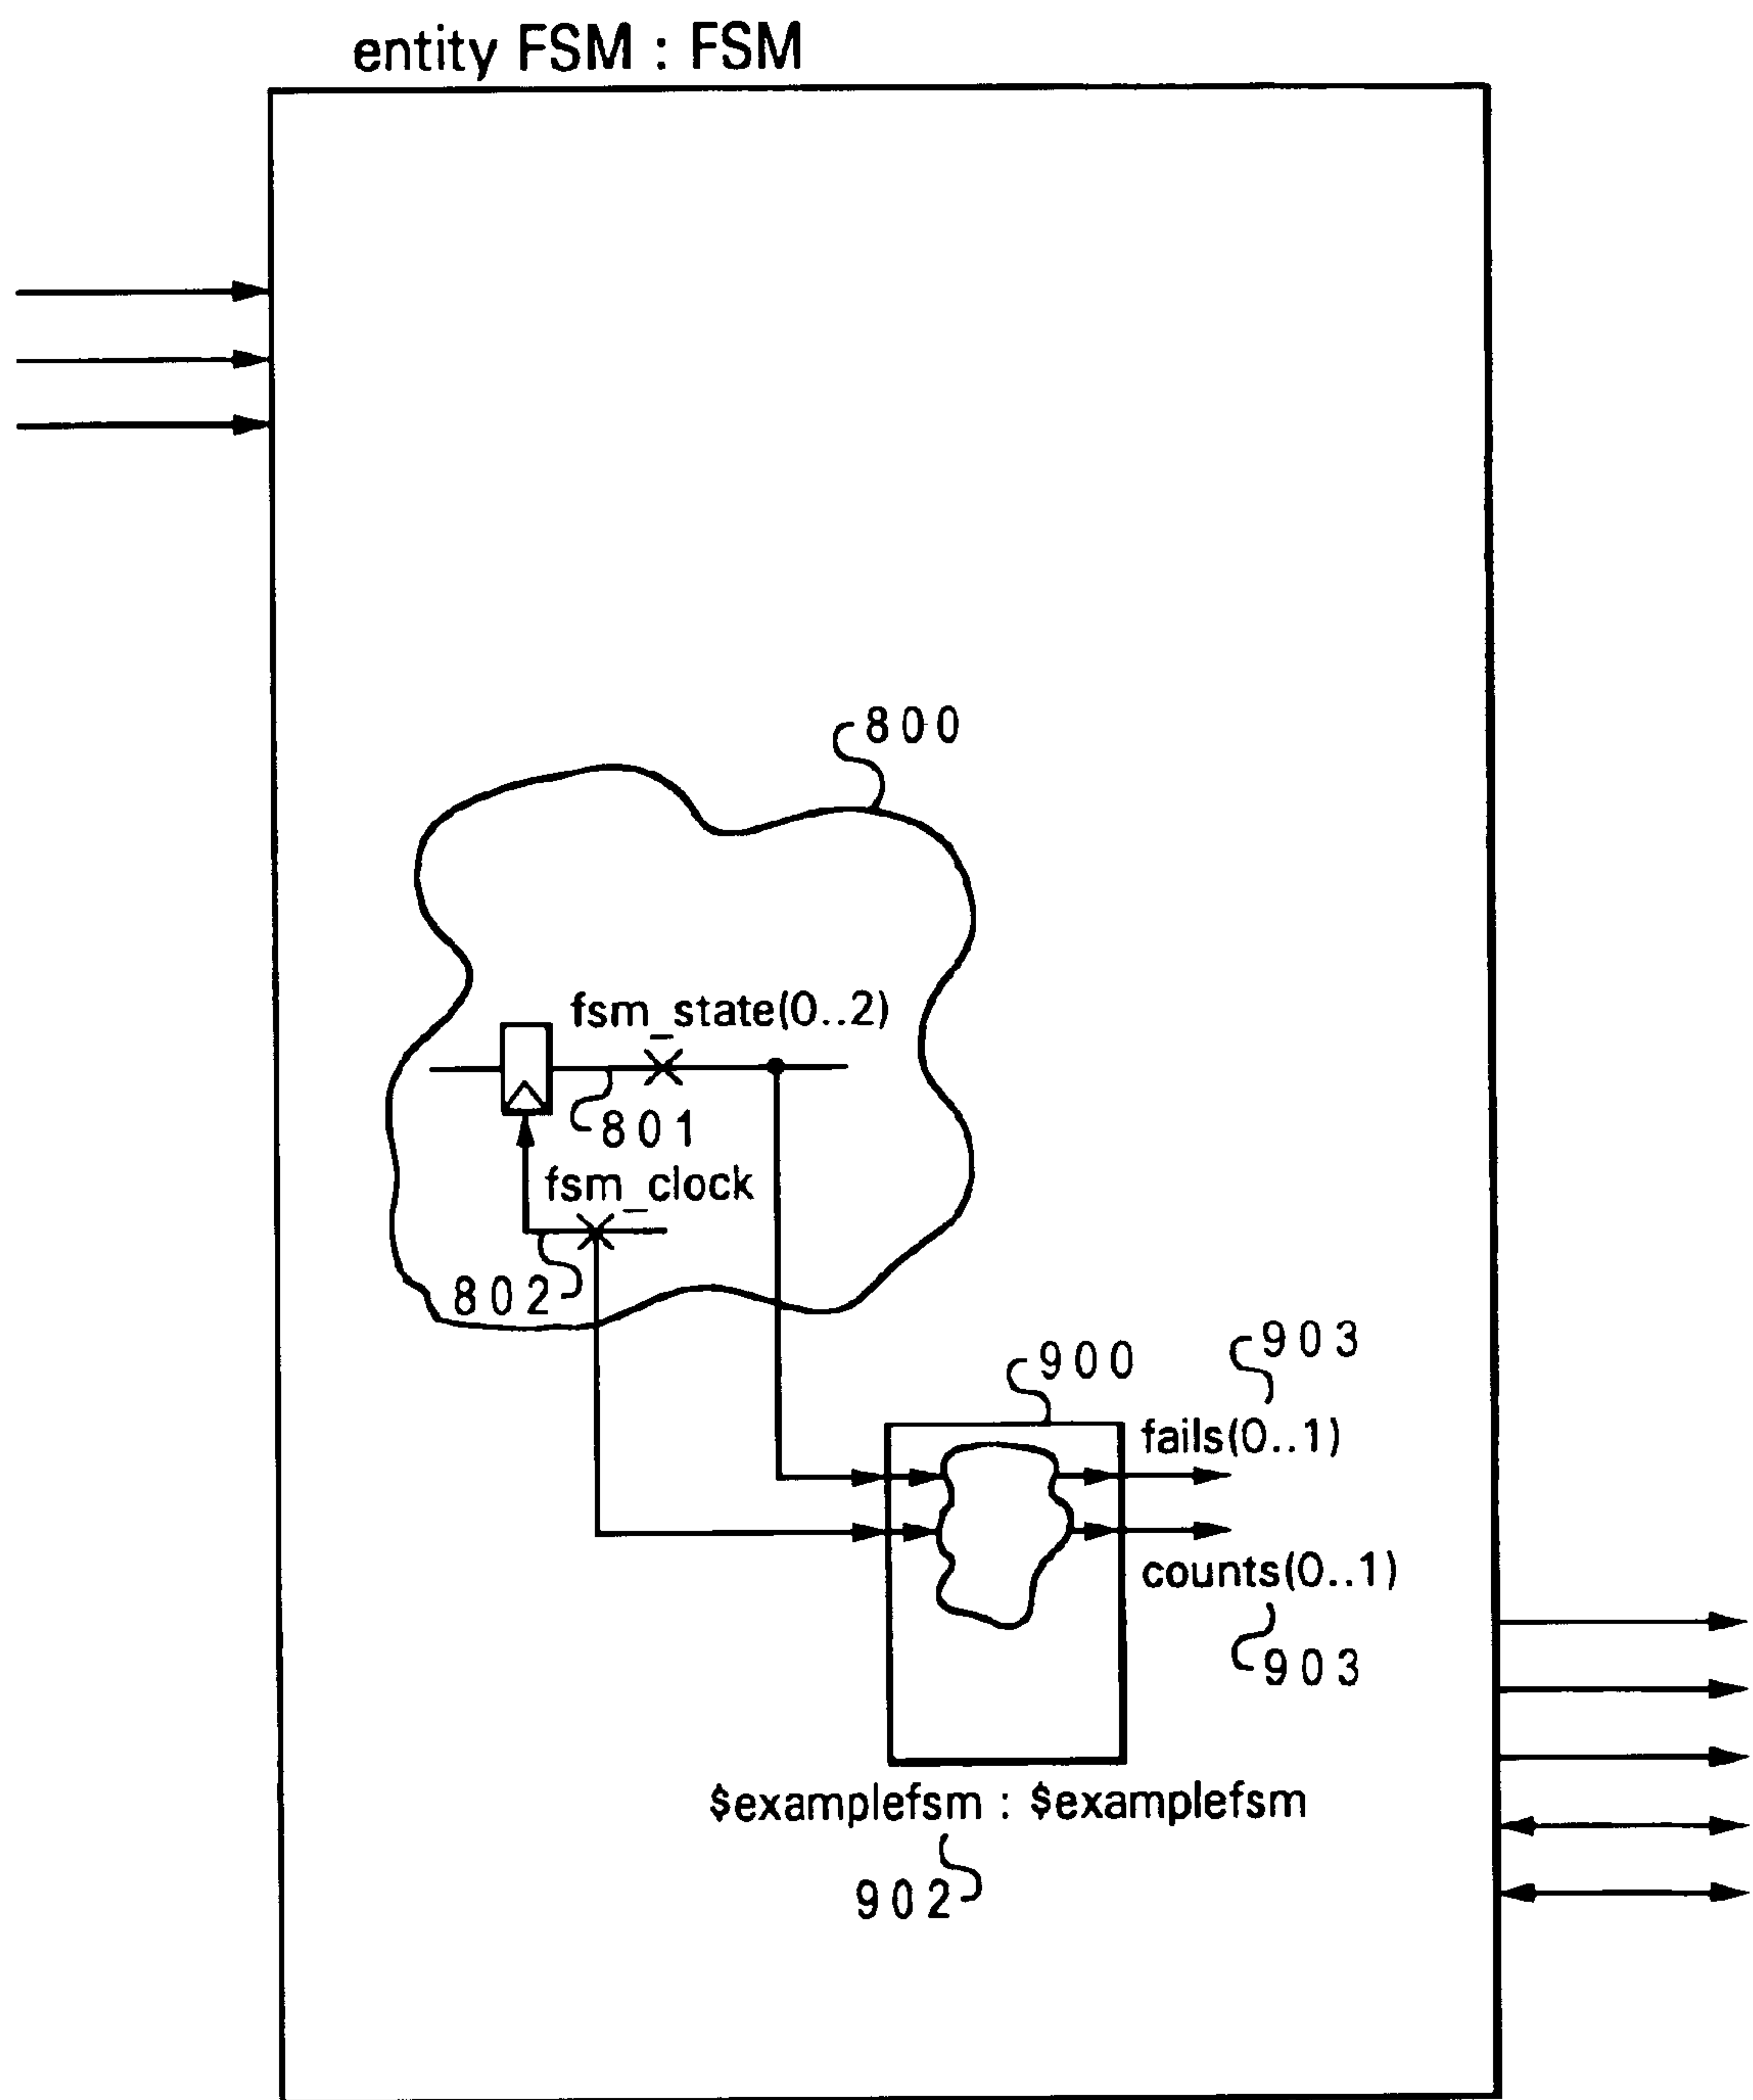 entity FSM : FSM
800
fsm_state(0..2)
801
fsm_clock
802
903
900
fails(0..1)
counts(0..1)
903
$examplefsm : $examplefsm
902